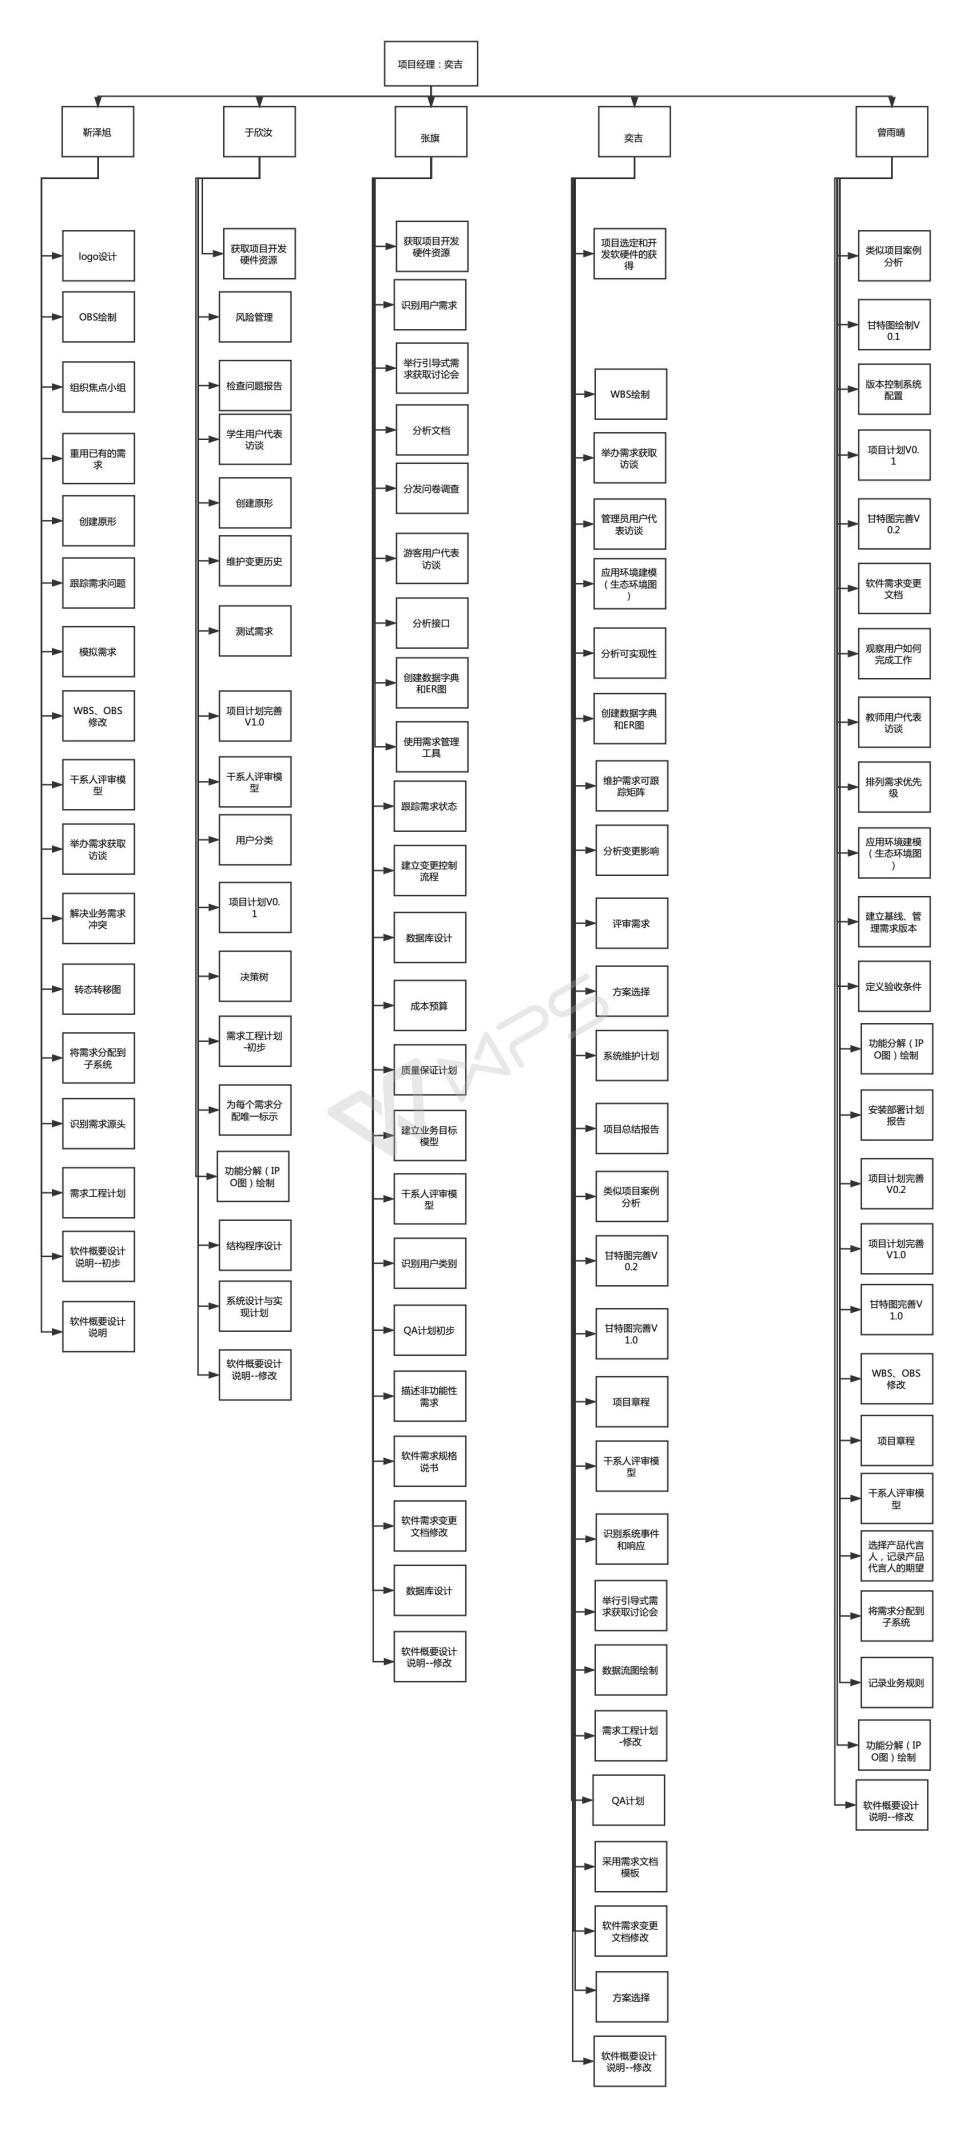 项目经理：奕吉
靳泽旭
logo设计
OBS绘制
组织焦点小组
重用已有的需
求
创建原形
跟踪需求问题
模拟需求
WBS、OBS
修改
干系人评审模
型
举办需求获取
访谈
解决业务需求
冲突
转态转移图
将需求分配到
子系统
识别需求源头
需求工程计划
软件概要设计
说明--初步
软件概要设计
说明
于欣汝
获取项目开发
硬件资源
风险管理
检查问题报告
学生用户代表
访谈
创建原形
维护变更历史
测试需求
项目计划完善
V1.0
干系人评审模
型
用户分类
项目计划V0.
1
决策树
需求工程计划
-初步
为每个需求分
配唯一标示
功能分解（IP
O图）绘制
结构程序设计
系统设计与实
现计划
软件概要设计
说明--修改
张旗
获取项目开发
硬件资源
识别用户需求
举行引导式需
求获取讨论会
分析文档
分发问卷调查
游客用户代表
访谈
分析接口
创建数据字典
和ER图
使用需求管理
工具
跟踪需求状态
建立变更控制
流程
数据库设计
成本预算
质量保证计划
建立业务目标
模型
干系人评审模
型
识别用户类别
QA计划初步
描述非功能性
需求
软件需求规格
说书
软件需求变更
文档修改
数据库设计
软件概要设计
说明--修改
奕吉
项目选定和开
发软硬件的获
得
WBS绘制
举办需求获取
访谈
管理员用户代
表访谈
应用环境建模
（生态环境图
）
分析可实现性
创建数据字典
和ER图
维护需求可跟
踪矩阵
分析变更影响
评审需求
方案选择
系统维护计划
项目总结报告
类似项目案例
分析
甘特图完善V
0.2
甘特图完善V
1.0
项目章程
干系人评审模
型
识别系统事件
和响应
举行引导式需
求获取讨论会
数据流图绘制
需求工程计划
-修改
QA计划
采用需求文档
模板
软件需求变更
文档修改
方案选择
软件概要设计
说明--修改
曾雨晴
类似项目案例
分析
甘特图绘制V
0.1
版本控制系统
配置
项目计划V0.
1
甘特图完善V
0.2
软件需求变更
文档
观察用户如何
完成工作
教师用户代表
访谈
排列需求优先
级
应用环境建模
（生态环境图）
建立基线、管
理需求版本
定义验收条件
功能分解（IP
O图）绘制
安装部署计划
报告
项目计划完善
V0.2
项目计划完善
V1.0
甘特图完善V
1.0
WBS、OBS
修改
项目章程
干系人评审模
型
选择产品代言
人，记录产品
代言人的期望
将需求分配到
子系统
记录业务规则
功能分解（IP
O图）绘制
软件概要设计
说明--修改
WPS